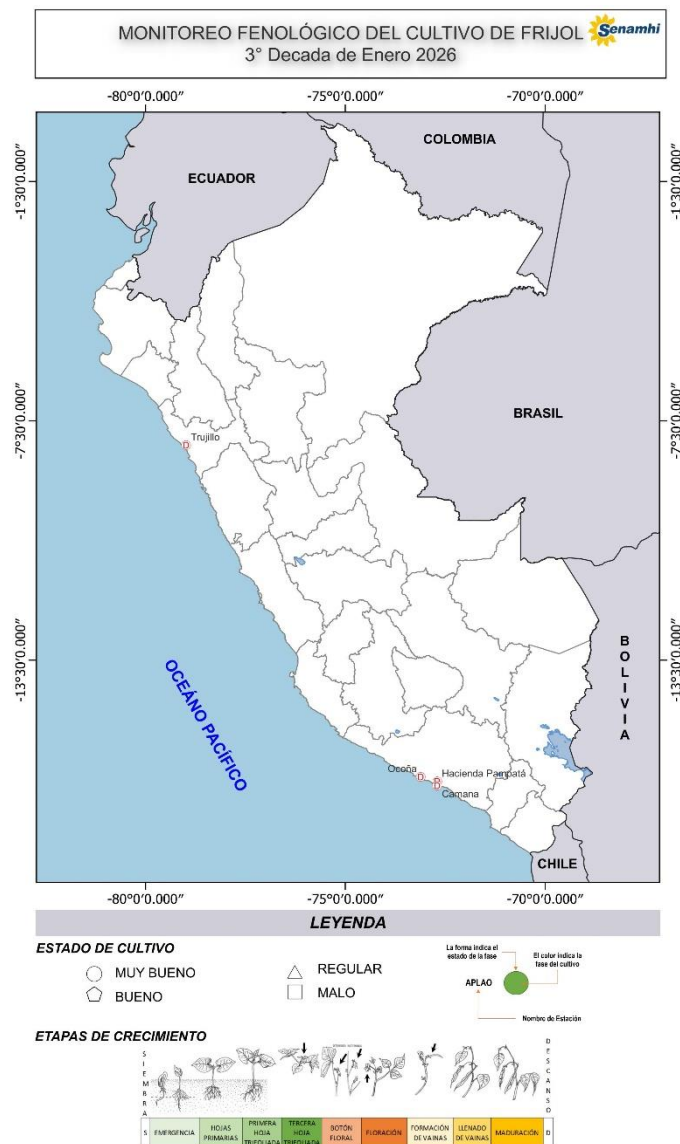 MONITOREO FENOLÓGICO DEL CULTIVO DE FRIJOL
3° Decada de Enero 2026
Senamhi
-80°0'0.000"
-75°0'0.000"
-70°0'0.000"
COLOMBIA
ECUADOR
-1°30'0.000"
-1°30'0.000"
BRASIL
-7°30'0.000"
-7°30'0.000"
Trujillo
D
-13°30'0.000"
-13°30'0.000"
BOLIVIA
OCEÁNO PACÍFICO
Ocoña
D
Hacienda Pampatá
D
Camana
CHILE
-80°0'0.000"
-75°0'0.000"
-70°0'0.000"
LEYENDA
ESTADO DE CULTIVO
MUY BUENO
REGULAR
BUENO
MALO
La forma indica el
estado de la fase
El color indica la
fase del cultivo
APLAO
Nombre de Estación
ETAPAS DE CRECIMIENTO
SIEMBRA
DESCANSO
S
EMERGENCIA
HOJAS
PRIMARIAS
PRIMERA
HOJA
TRIFOLIADA
TERCERA
HOJA
TRIFOLIADA
BOTÓN
FLORAL
FLORACIÓN
FORMACIÓN
DE VAINAS
LLENADO
DE VAINAS
MADURACIÓN
D